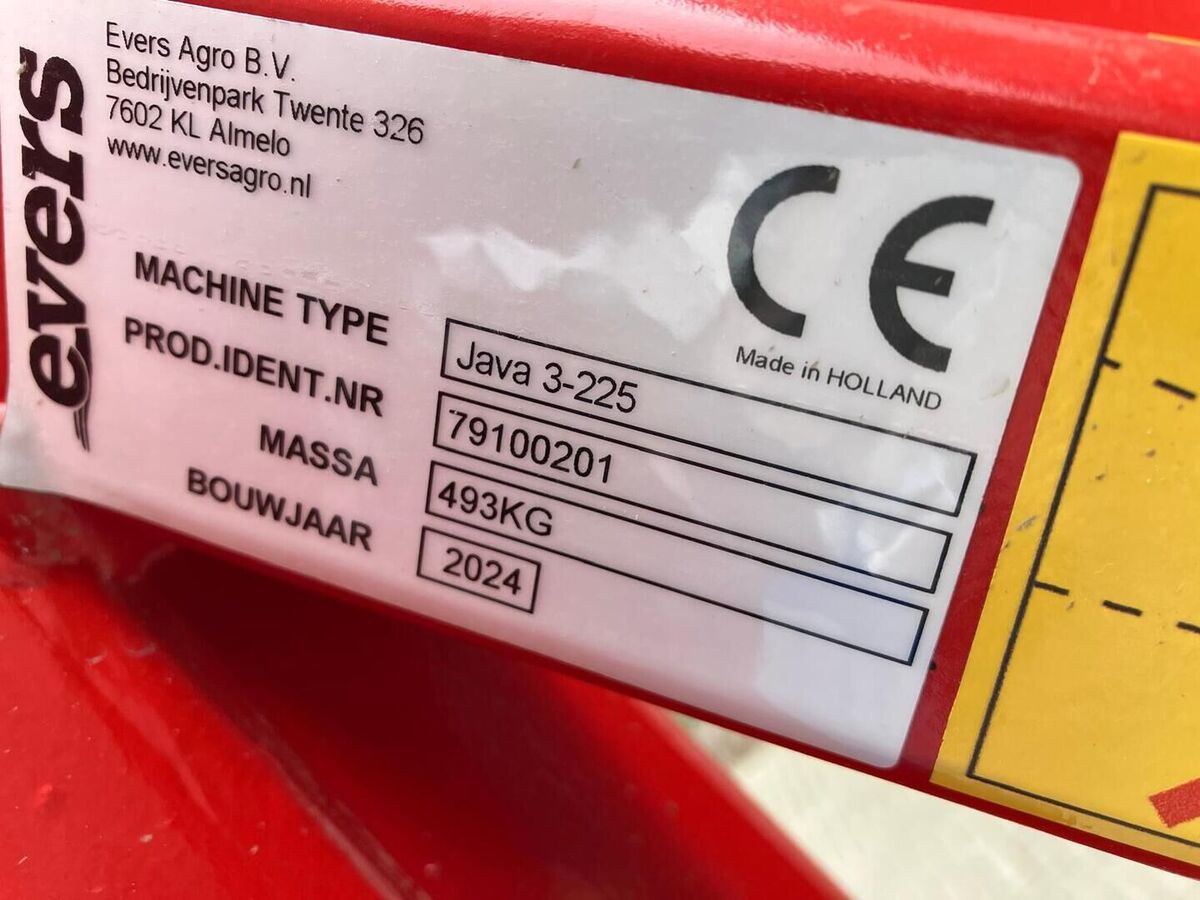 evers
Evers Agro B.V.
Bedrijvenpark Twente 326
7602 KL Almelo
www.eversagro.nl
CE
Made in HOLLAND
MACHINE TYPE Java 3-225
PROD.IDENT.NR 79100201
MASSA 493KG
BOUWJAAR 2024